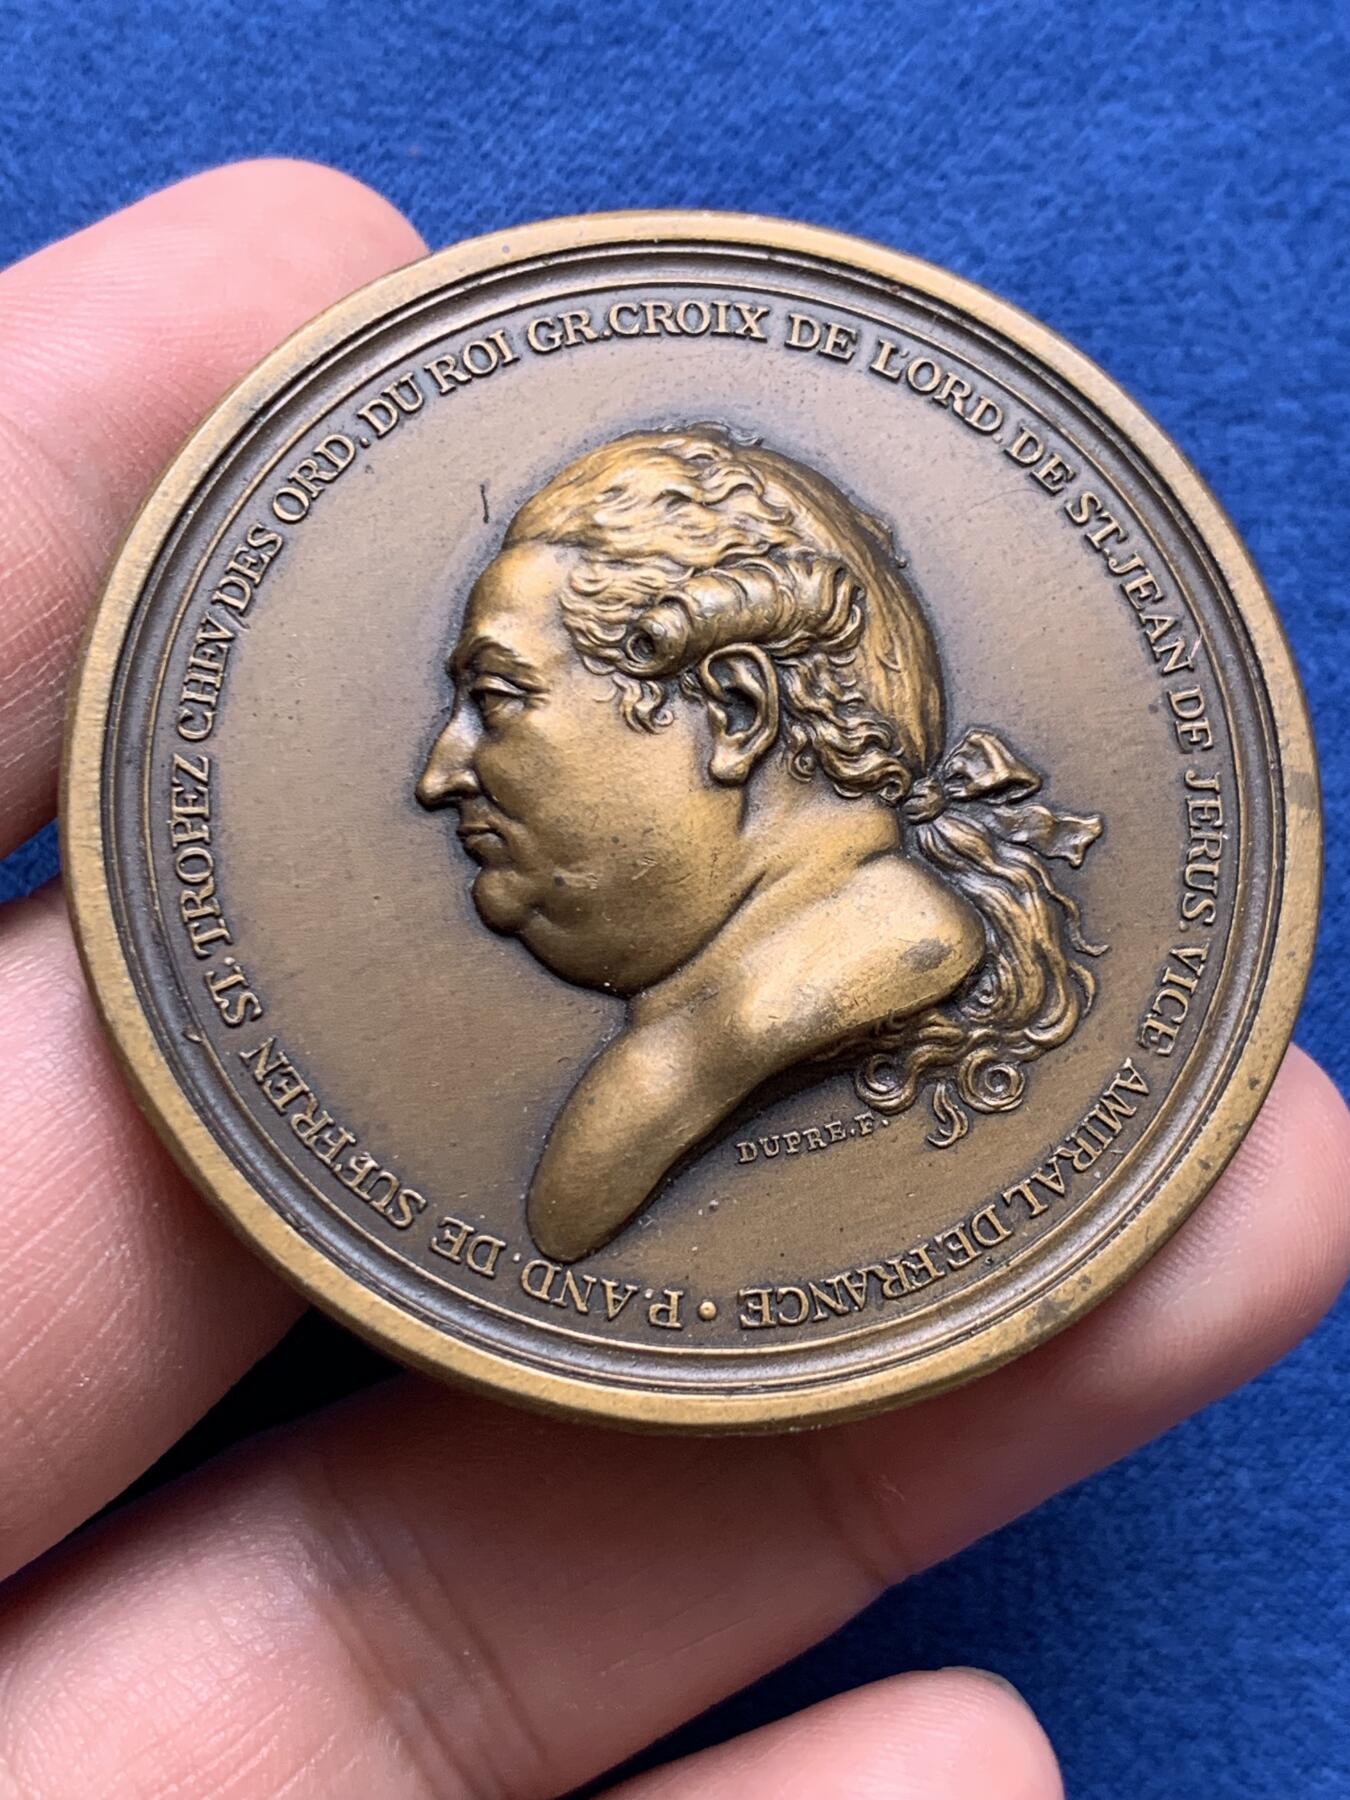 P. AND. DE SUFFREN ST. TROPEZ CHEV DES ORD. DU ROI GR. CROIX DE L'ORD. DE ST. JEAN DE JERUS. VICE AMIRAL DE FRANCE •
DUPRE. F.